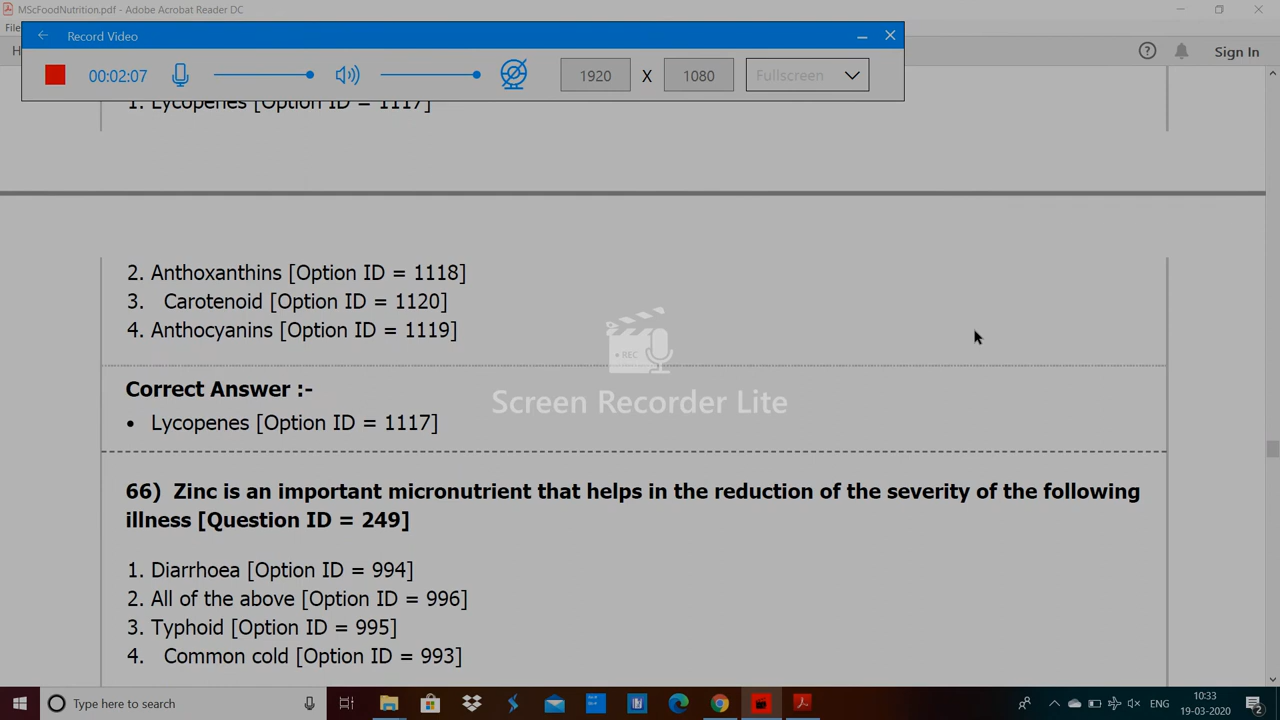 MScFoodNutrition.pdf - Adobe Acrobat Reader DC
Fil
Record Video
H
00:02:07
1920 X 1080 Fullscreen
Sign In
1. Lycopenes [Option ID = 1117]
2. Anthoxanthins [Option ID = 1118]
3. Carotenoid [Option ID = 1120]
4. Anthocyanins [Option ID = 1119]
REC
Screen Recorder Lite
Correct Answer :-
• Lycopenes [Option ID = 1117]
66) Zinc is an important micronutrient that helps in the reduction of the severity of the following
illness [Question ID = 249]
1. Diarrhoea [Option ID = 994]
2. All of the above [Option ID = 996]
3. Typhoid [Option ID = 995]
4. Common cold [Option ID = 993]
Type here to search
ENG
10:33
19-03-2020
2